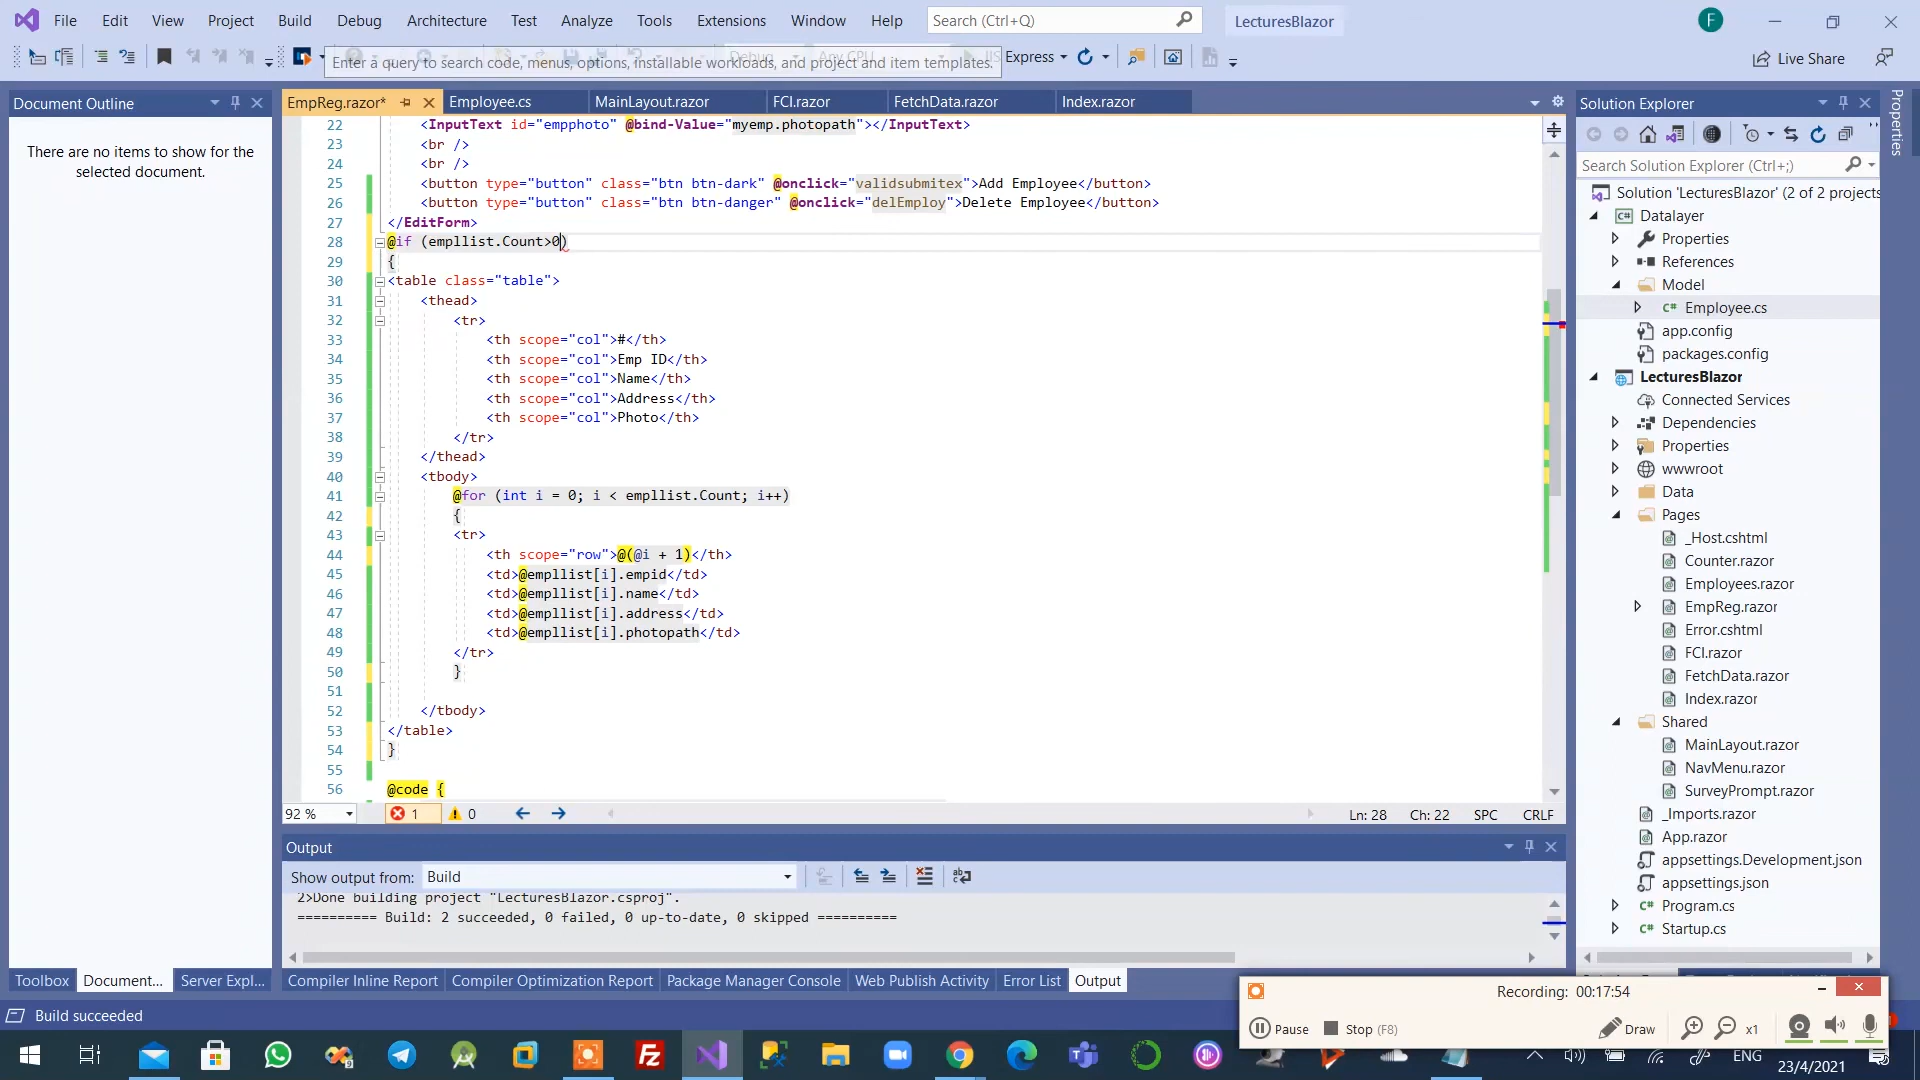 File Edit View Project Build Debug Architecture Test Analyze Tools Extensions Window Help Search (Ctrl+Q) LecturesBlazor F
Enter a query to search code, menus, options, installable workloads, and project and item templates. Express Live Share
Document Outline
There are no items to show for the
selected document.
EmpReg.razor* Employee.cs MainLayout.razor FCI.razor FetchData.razor Index.razor
22 <InputText id="empphoto" @bind-Value="myemp.photopath"></InputText>
23 <br />
24 <br />
25 <button type="button" class="btn btn-dark" @onclick="validsubmitex">Add Employee</button>
26 <button type="button" class="btn btn-danger" @onclick="delEmploy">Delete Employee</button>
27 </EditForm>
28 @if (empllist.Count>0)
29 {
30 <table class="table">
31 <thead>
32 <tr>
33 <th scope="col">#</th>
34 <th scope="col">Emp ID</th>
35 <th scope="col">Name</th>
36 <th scope="col">Address</th>
37 <th scope="col">Photo</th>
38 </tr>
39 </thead>
40 <tbody>
41 @for (int i = 0; i < empllist.Count; i++)
42 {
43 <tr>
44 <th scope="row">@(@i + 1)</th>
45 <td>@empllist[i].empid</td>
46 <td>@empllist[i].name</td>
47 <td>@empllist[i].address</td>
48 <td>@empllist[i].photopath</td>
49 </tr>
50 }
51
52 </tbody>
53 </table>
54 }
55
56 @code {
92 % 1 0 Ln: 28 Ch: 22 SPC CRLF
Output
Show output from: Build
2>Done building project "LecturesBlazor.csproj".
========== Build: 2 succeeded, 0 failed, 0 up-to-date, 0 skipped ==========
Toolbox Document... Server Expl... Compiler Inline Report Compiler Optimization Report Package Manager Console Web Publish Activity Error List Output
Solution Explorer
Search Solution Explorer (Ctrl+;)
Solution 'LecturesBlazor' (2 of 2 projects
Datalayer
Properties
References
Model
C# Employee.cs
app.config
packages.config
LecturesBlazor
Connected Services
Dependencies
Properties
wwwroot
Data
Pages
_Host.cshtml
Counter.razor
Employees.razor
EmpReg.razor
Error.cshtml
FCI.razor
FetchData.razor
Index.razor
Shared
MainLayout.razor
NavMenu.razor
SurveyPrompt.razor
_Imports.razor
App.razor
appsettings.Development.json
appsettings.json
C# Program.cs
C# Startup.cs
Properties
Recording: 00:17:54
Pause Stop (F8) Draw x1
Build succeeded
ENG
23/4/2021